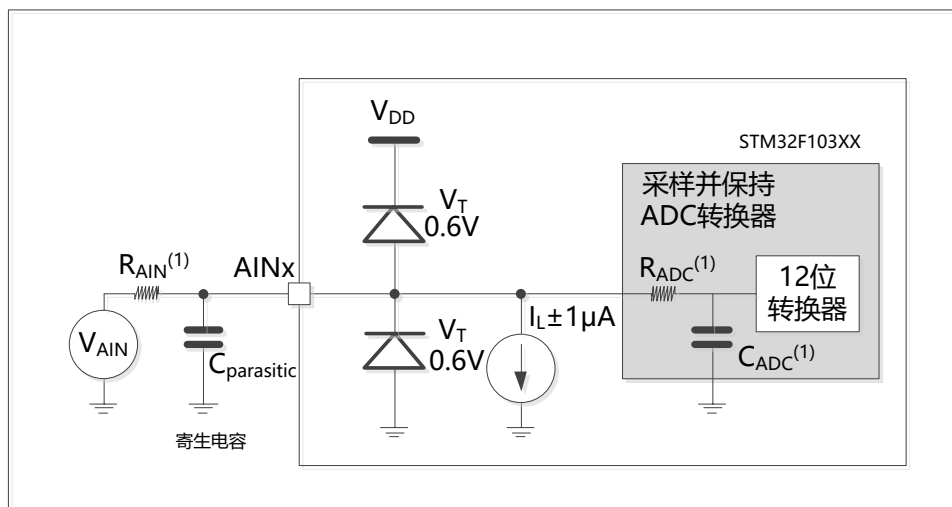 V_DD
STM32F103XX
采样并保持
ADC转换器
V_T
0.6V
R_AIN^(1)
AINx
R_ADC^(1)
12位
转换器
V_AIN
C_parasitic
V_T
0.6V
I_L±1µA
C_ADC^(1)
寄生电容